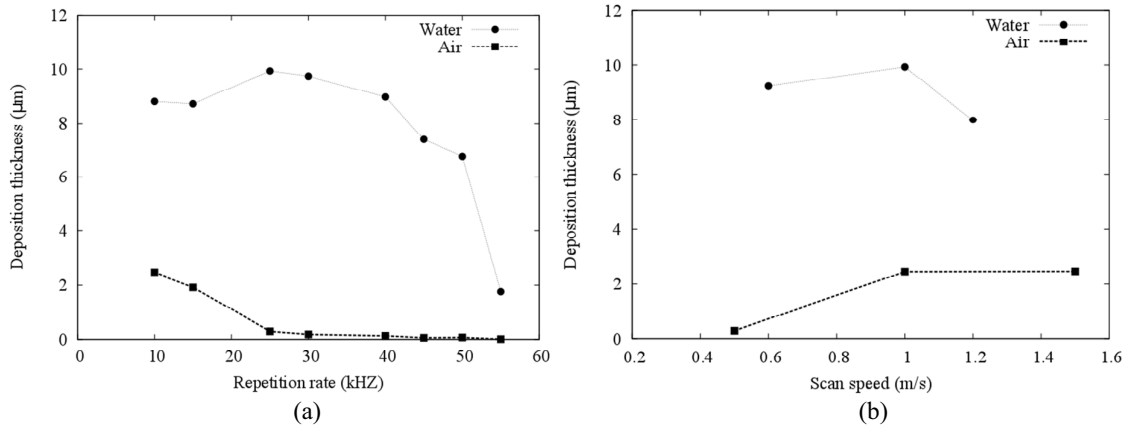 12
Water
Air
10
8
6
4
2
0
Deposition thickness (µm)
0 10 20 30 40 50 60
Repetition rate (kHZ)
(a)
12
Water
Air
10
8
6
4
2
0
Deposition thickness (µm)
0.2 0.4 0.6 0.8 1 1.2 1.4 1.6
Scan speed (m/s)
(b)